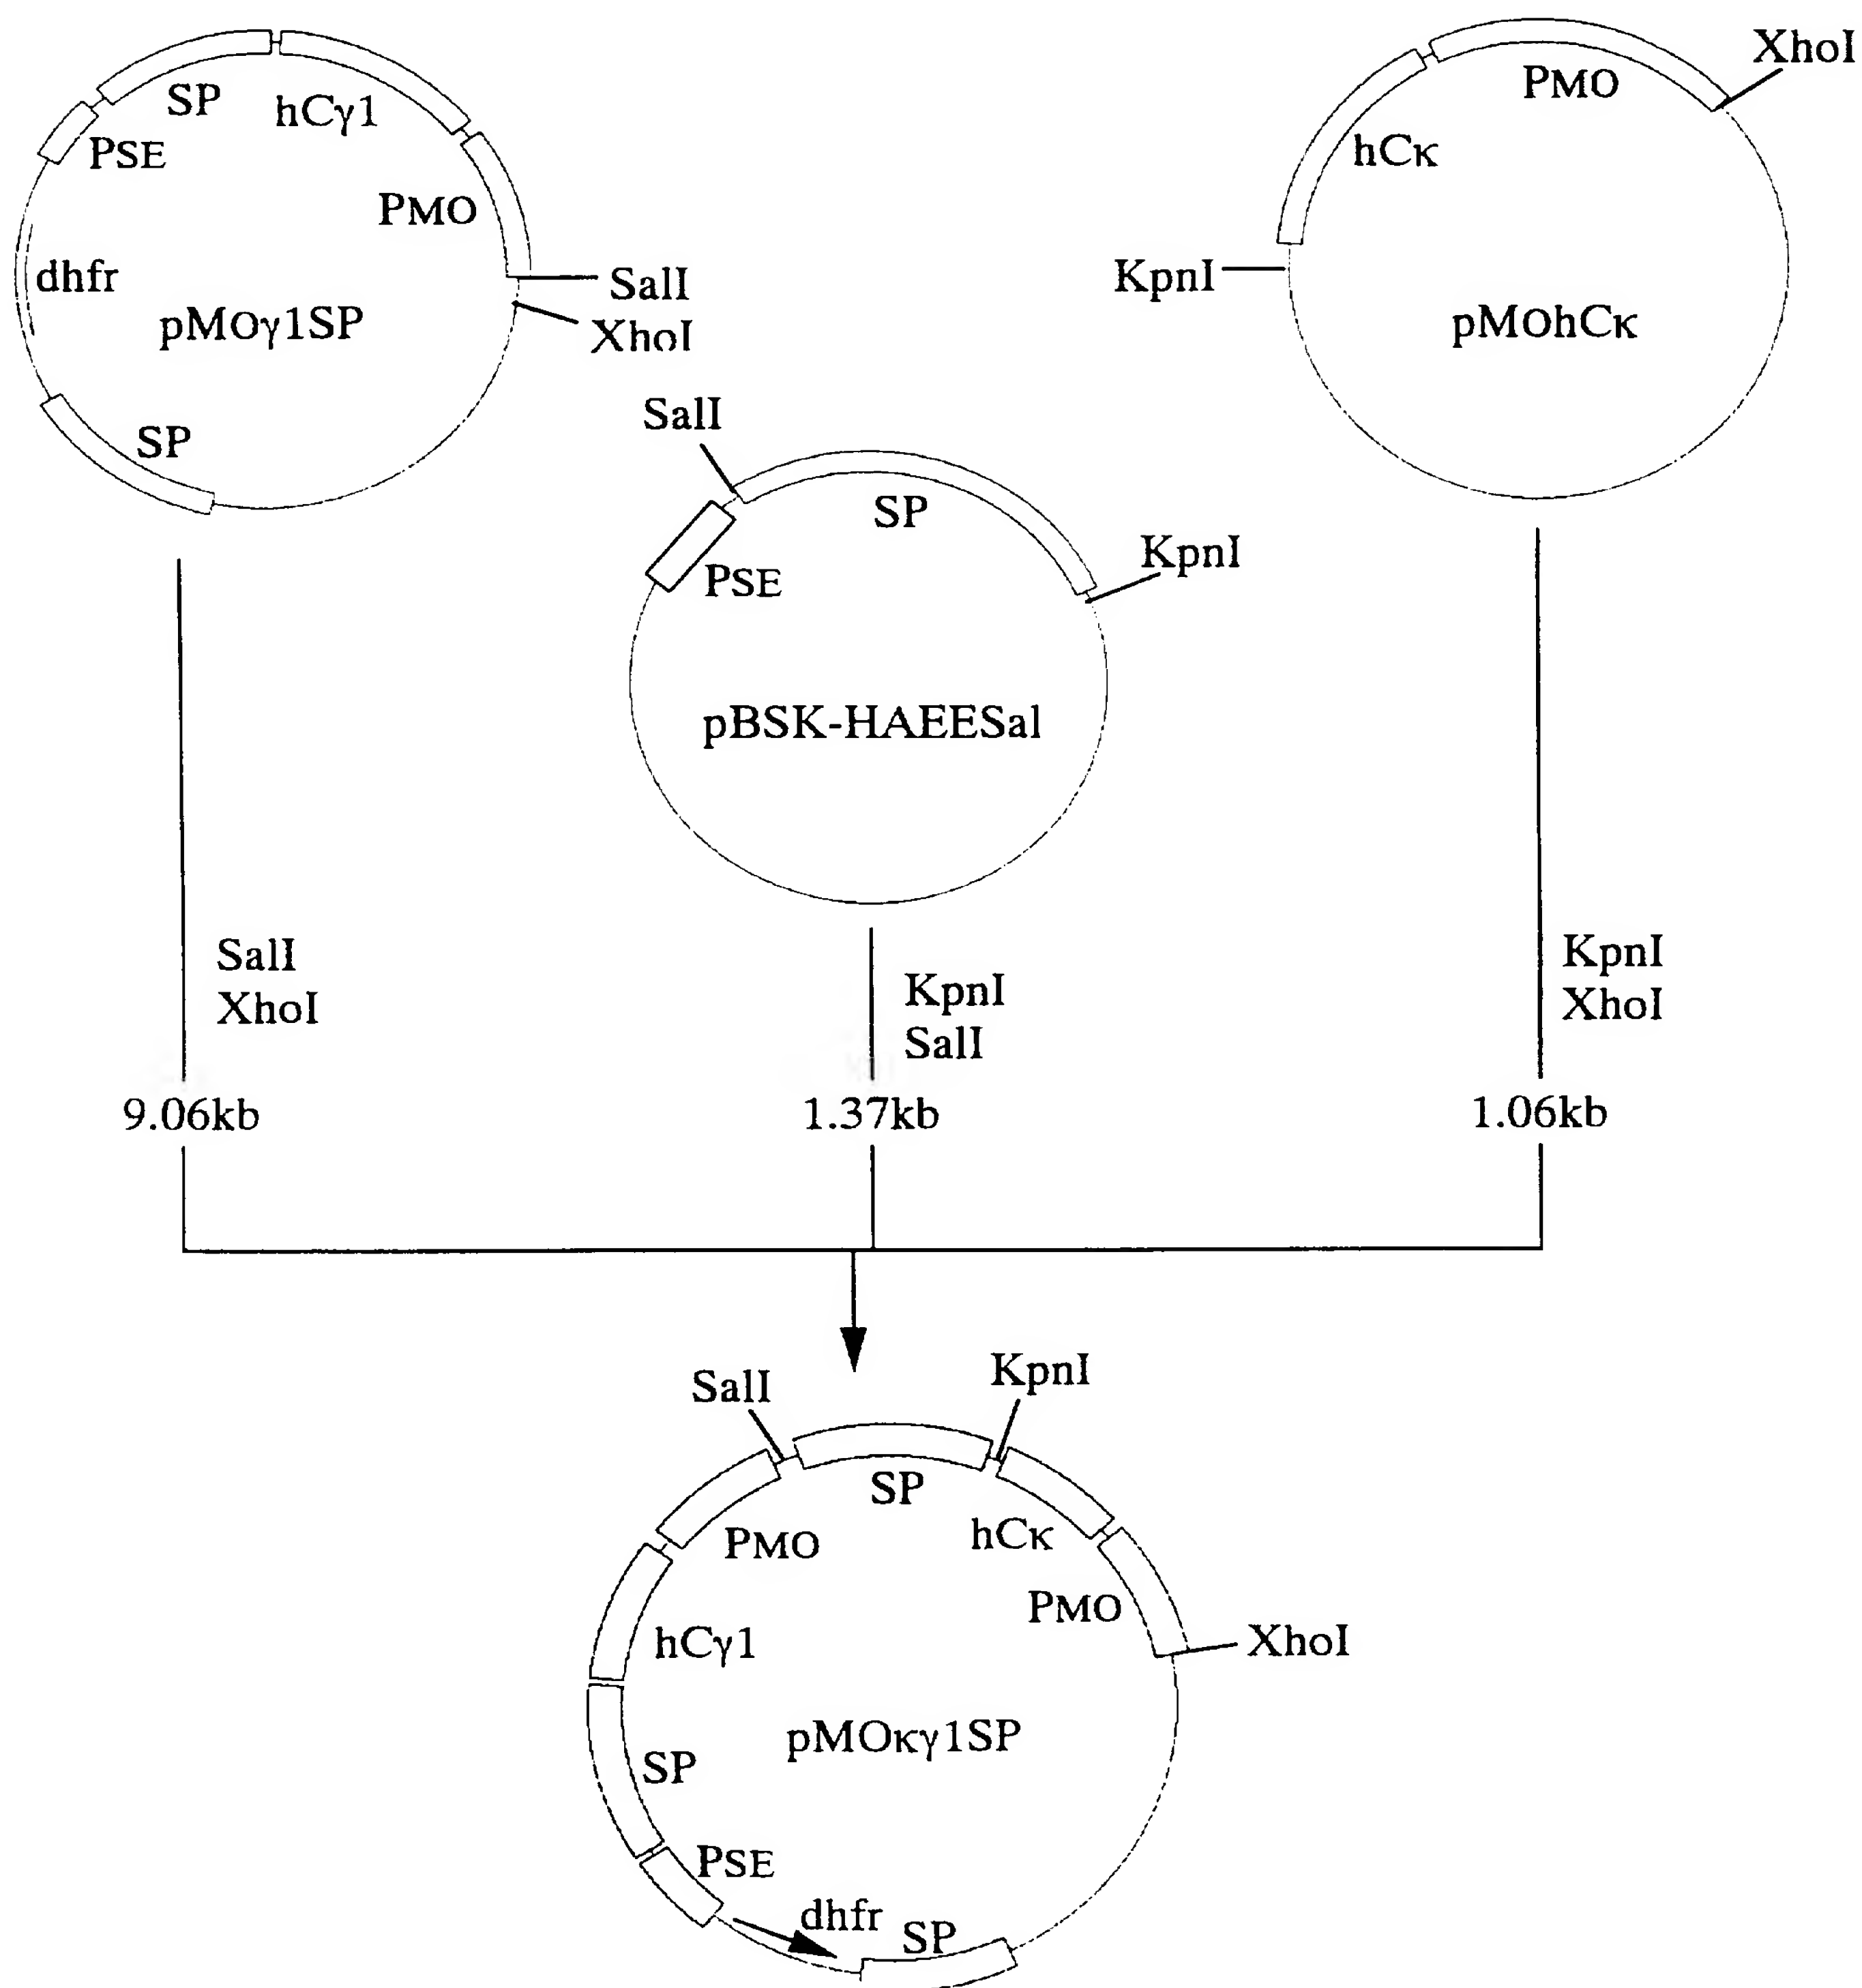 SP
hCγ1
PSE
PMO
dhfr
SalI
pMOγ1SP
XhoI
SP
XhoI
PMO
hCκ
KpnI
pMOhCκ
SalI
SP
KpnI
PSE
pBSK-HAEESal
SalI
XhoI
KpnI
SalI
KpnI
XhoI
9.06kb
1.37kb
1.06kb
SalI
KpnI
SP
PMO
hCκ
PMO
hCγ1
XhoI
pMOκγ1SP
SP
PSE
dhfr
SP